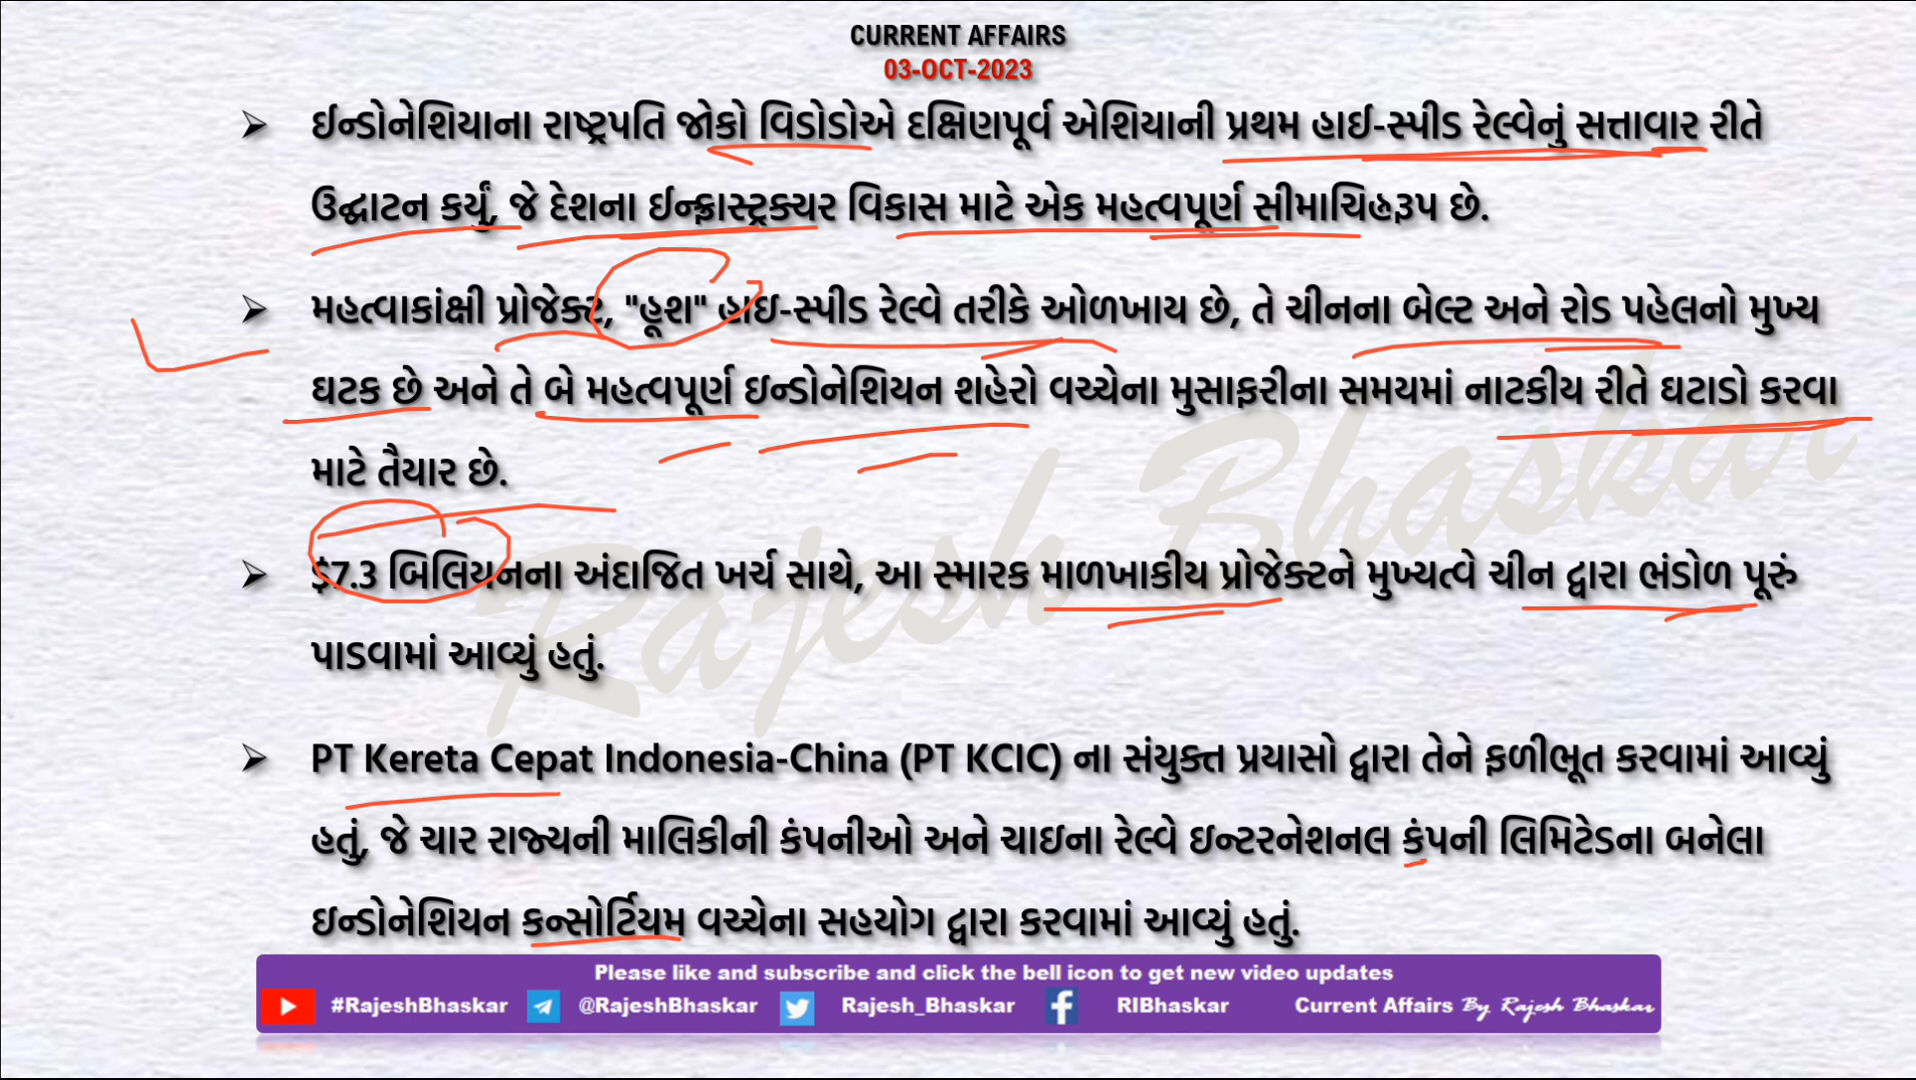 CURRENT AFFAIRS
03-OCT-2023
➢ ઈન્ડોનેશિયાના રાષ્ટ્રપતિ જોકો વિડોડોએ દક્ષિણપૂર્વ એશિયાની પ્રથમ હાઈ-સ્પીડ રેલ્વેનું સત્તાવાર રીતે
ઉદ્ઘાટન કર્યું, જે દેશના ઈન્ફ્રાસ્ટ્રક્ચર વિકાસ માટે એક મહત્વપૂર્ણ સીમાચિહ્નરૂપ છે.
➢ મહત્વાકાંક્ષી પ્રોજેક્ટ, "હૂશ" હાઇ-સ્પીડ રેલ્વે તરીકે ઓળખાય છે, તે ચીનના બેલ્ટ અને રોડ પહેલનો મુખ્ય
ઘટક છે અને તે બે મહત્વપૂર્ણ ઇન્ડોનેશિયન શહેરો વચ્ચેના મુસાફરીના સમયમાં નાટકીય રીતે ઘટાડો કરવા
માટે તૈયાર છે.
➢ $7.3 બિલિયનના અંદાજિત ખર્ચ સાથે, આ સ્મારક માળખાકીય પ્રોજેક્ટને મુખ્યત્વે ચીન દ્વારા ભંડોળ પૂરું
પાડવામાં આવ્યું હતું.
➢ PT Kereta Cepat Indonesia-China (PT KCIC) ના સંયુક્ત પ્રયાસો દ્વારા તેને ફળીભૂત કરવામાં આવ્યું
હતું, જે ચાર રાજ્યની માલિકીની કંપનીઓ અને ચાઇના રેલ્વે ઇન્ટરનેશનલ કંપની લિમિટેડના બનેલા
ઇન્ડોનેશિયન કન્સોર્ટિયમ વચ્ચેના સહયોગ દ્વારા કરવામાં આવ્યું હતું.
Rajesh Bhaskar
Please like and subscribe and click the bell icon to get new video updates
#RajeshBhaskar @RajeshBhaskar Rajesh_Bhaskar f RIBhaskar Current Affairs By Rajesh Bhaskar